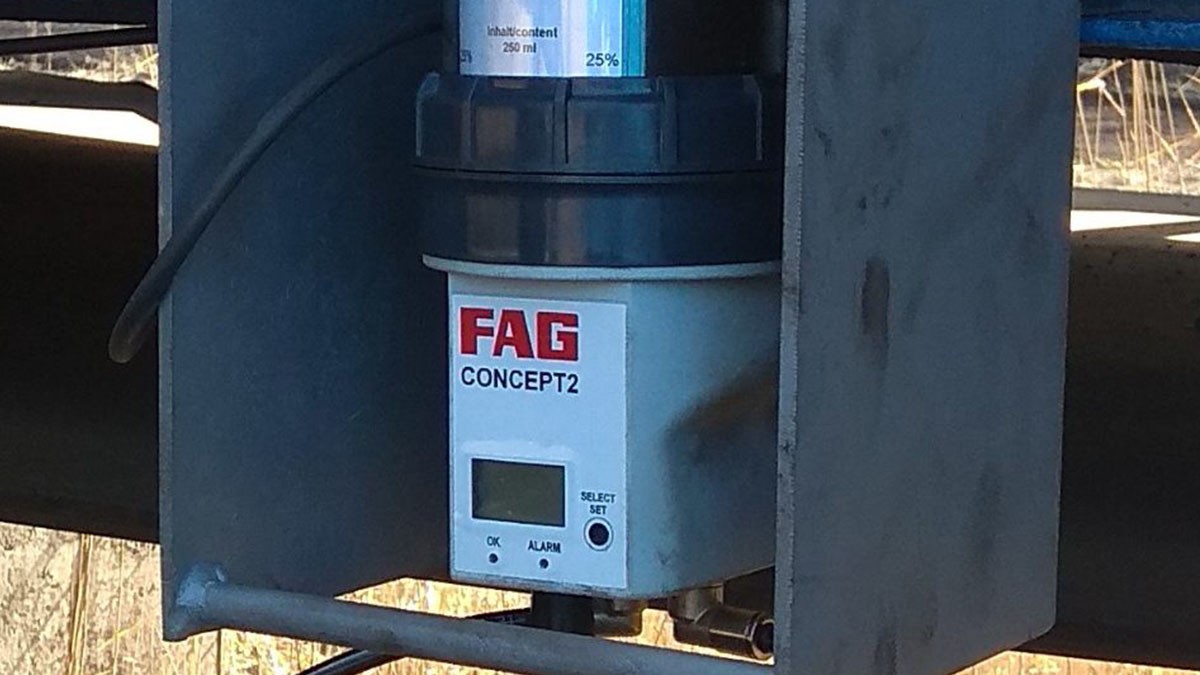 Inhalt/content
250 ml
25%
FAG
CONCEPT2
SELECT
SET
OK
ALARM